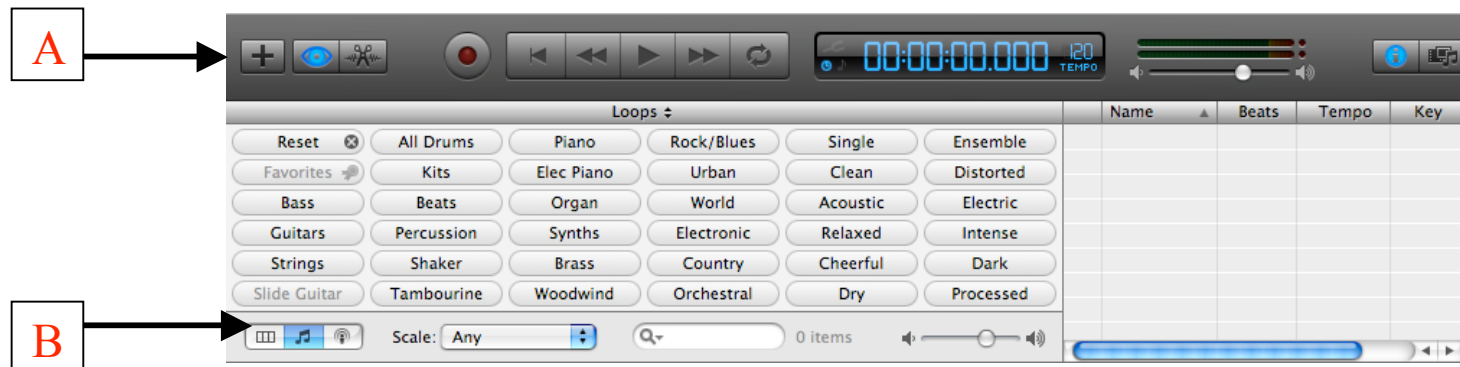 A
00:00:00.000 120
TEMPO
Loops Name Beats Tempo Key
Reset All Drums Piano Rock/Blues Single Ensemble
Favorites Kits Elec Piano Urban Clean Distorted
Bass Beats Organ World Acoustic Electric
Guitars Percussion Synths Electronic Relaxed Intense
Strings Shaker Brass Country Cheerful Dark
Slide Guitar Tambourine Woodwind Orchestral Dry Processed
B
Scale: Any 0 items